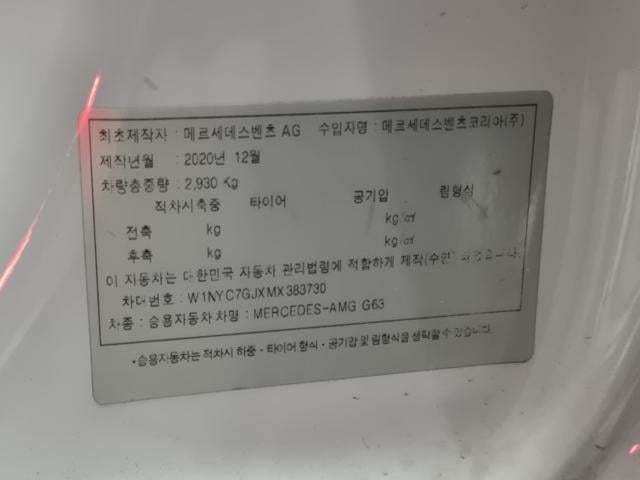 최초제작자 : 메르세데스벤츠 AG 수입자명 : 메르세데스벤츠코리아(주)
제작년월 : 2020년 12월
차량총중량 : 2,930 Kg
적차시축중 타이어 공기압 림형식
전축 kg kg/㎠
후축 kg kg/㎠
이 자동차는 대한민국 자동차 관리법령에 적합하게 제작(수입
차대번호 : W1NYC7GJXMX383730
차종 : 승용자동차 차명 : MERCEDES-AMG G63
•승용자동차는 적차시 하중 · 타이어 형식 · 공기압 및 림형식을 생략할 수 있습니다.